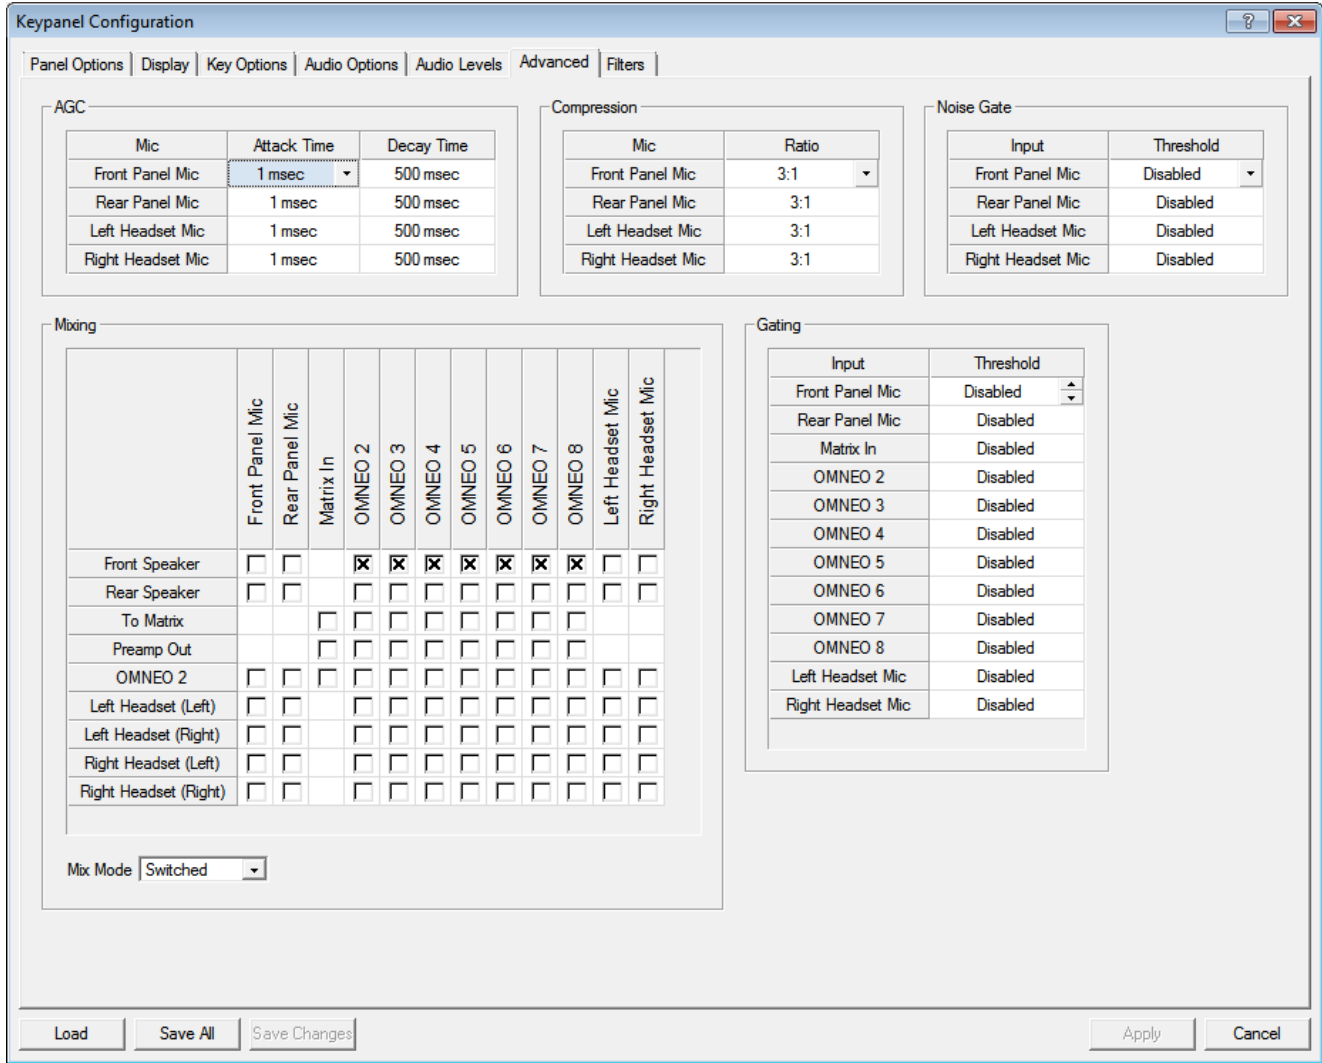 Keypanel Configuration
?
Panel Options Display Key Options Audio Options Audio Levels Advanced Filters
AGC
Mic Attack Time Decay Time
Front Panel Mic 1 msec 500 msec
Rear Panel Mic 1 msec 500 msec
Left Headset Mic 1 msec 500 msec
Right Headset Mic 1 msec 500 msec
Compression
Mic Ratio
Front Panel Mic 3:1
Rear Panel Mic 3:1
Left Headset Mic 3:1
Right Headset Mic 3:1
Noise Gate
Input Threshold
Front Panel Mic Disabled
Rear Panel Mic Disabled
Left Headset Mic Disabled
Right Headset Mic Disabled
Mixing
Front Panel Mic
Rear Panel Mic
Matrix In
OMNEO 2
OMNEO 3
OMNEO 4
OMNEO 5
OMNEO 6
OMNEO 7
OMNEO 8
Left Headset Mic
Right Headset Mic
Front Speaker
Rear Speaker
To Matrix
Preamp Out
OMNEO 2
Left Headset (Left)
Left Headset (Right)
Right Headset (Left)
Right Headset (Right)
Mix Mode Switched
Gating
Input Threshold
Front Panel Mic Disabled
Rear Panel Mic Disabled
Matrix In Disabled
OMNEO 2 Disabled
OMNEO 3 Disabled
OMNEO 4 Disabled
OMNEO 5 Disabled
OMNEO 6 Disabled
OMNEO 7 Disabled
OMNEO 8 Disabled
Left Headset Mic Disabled
Right Headset Mic Disabled
Load Save All Save Changes Apply Cancel